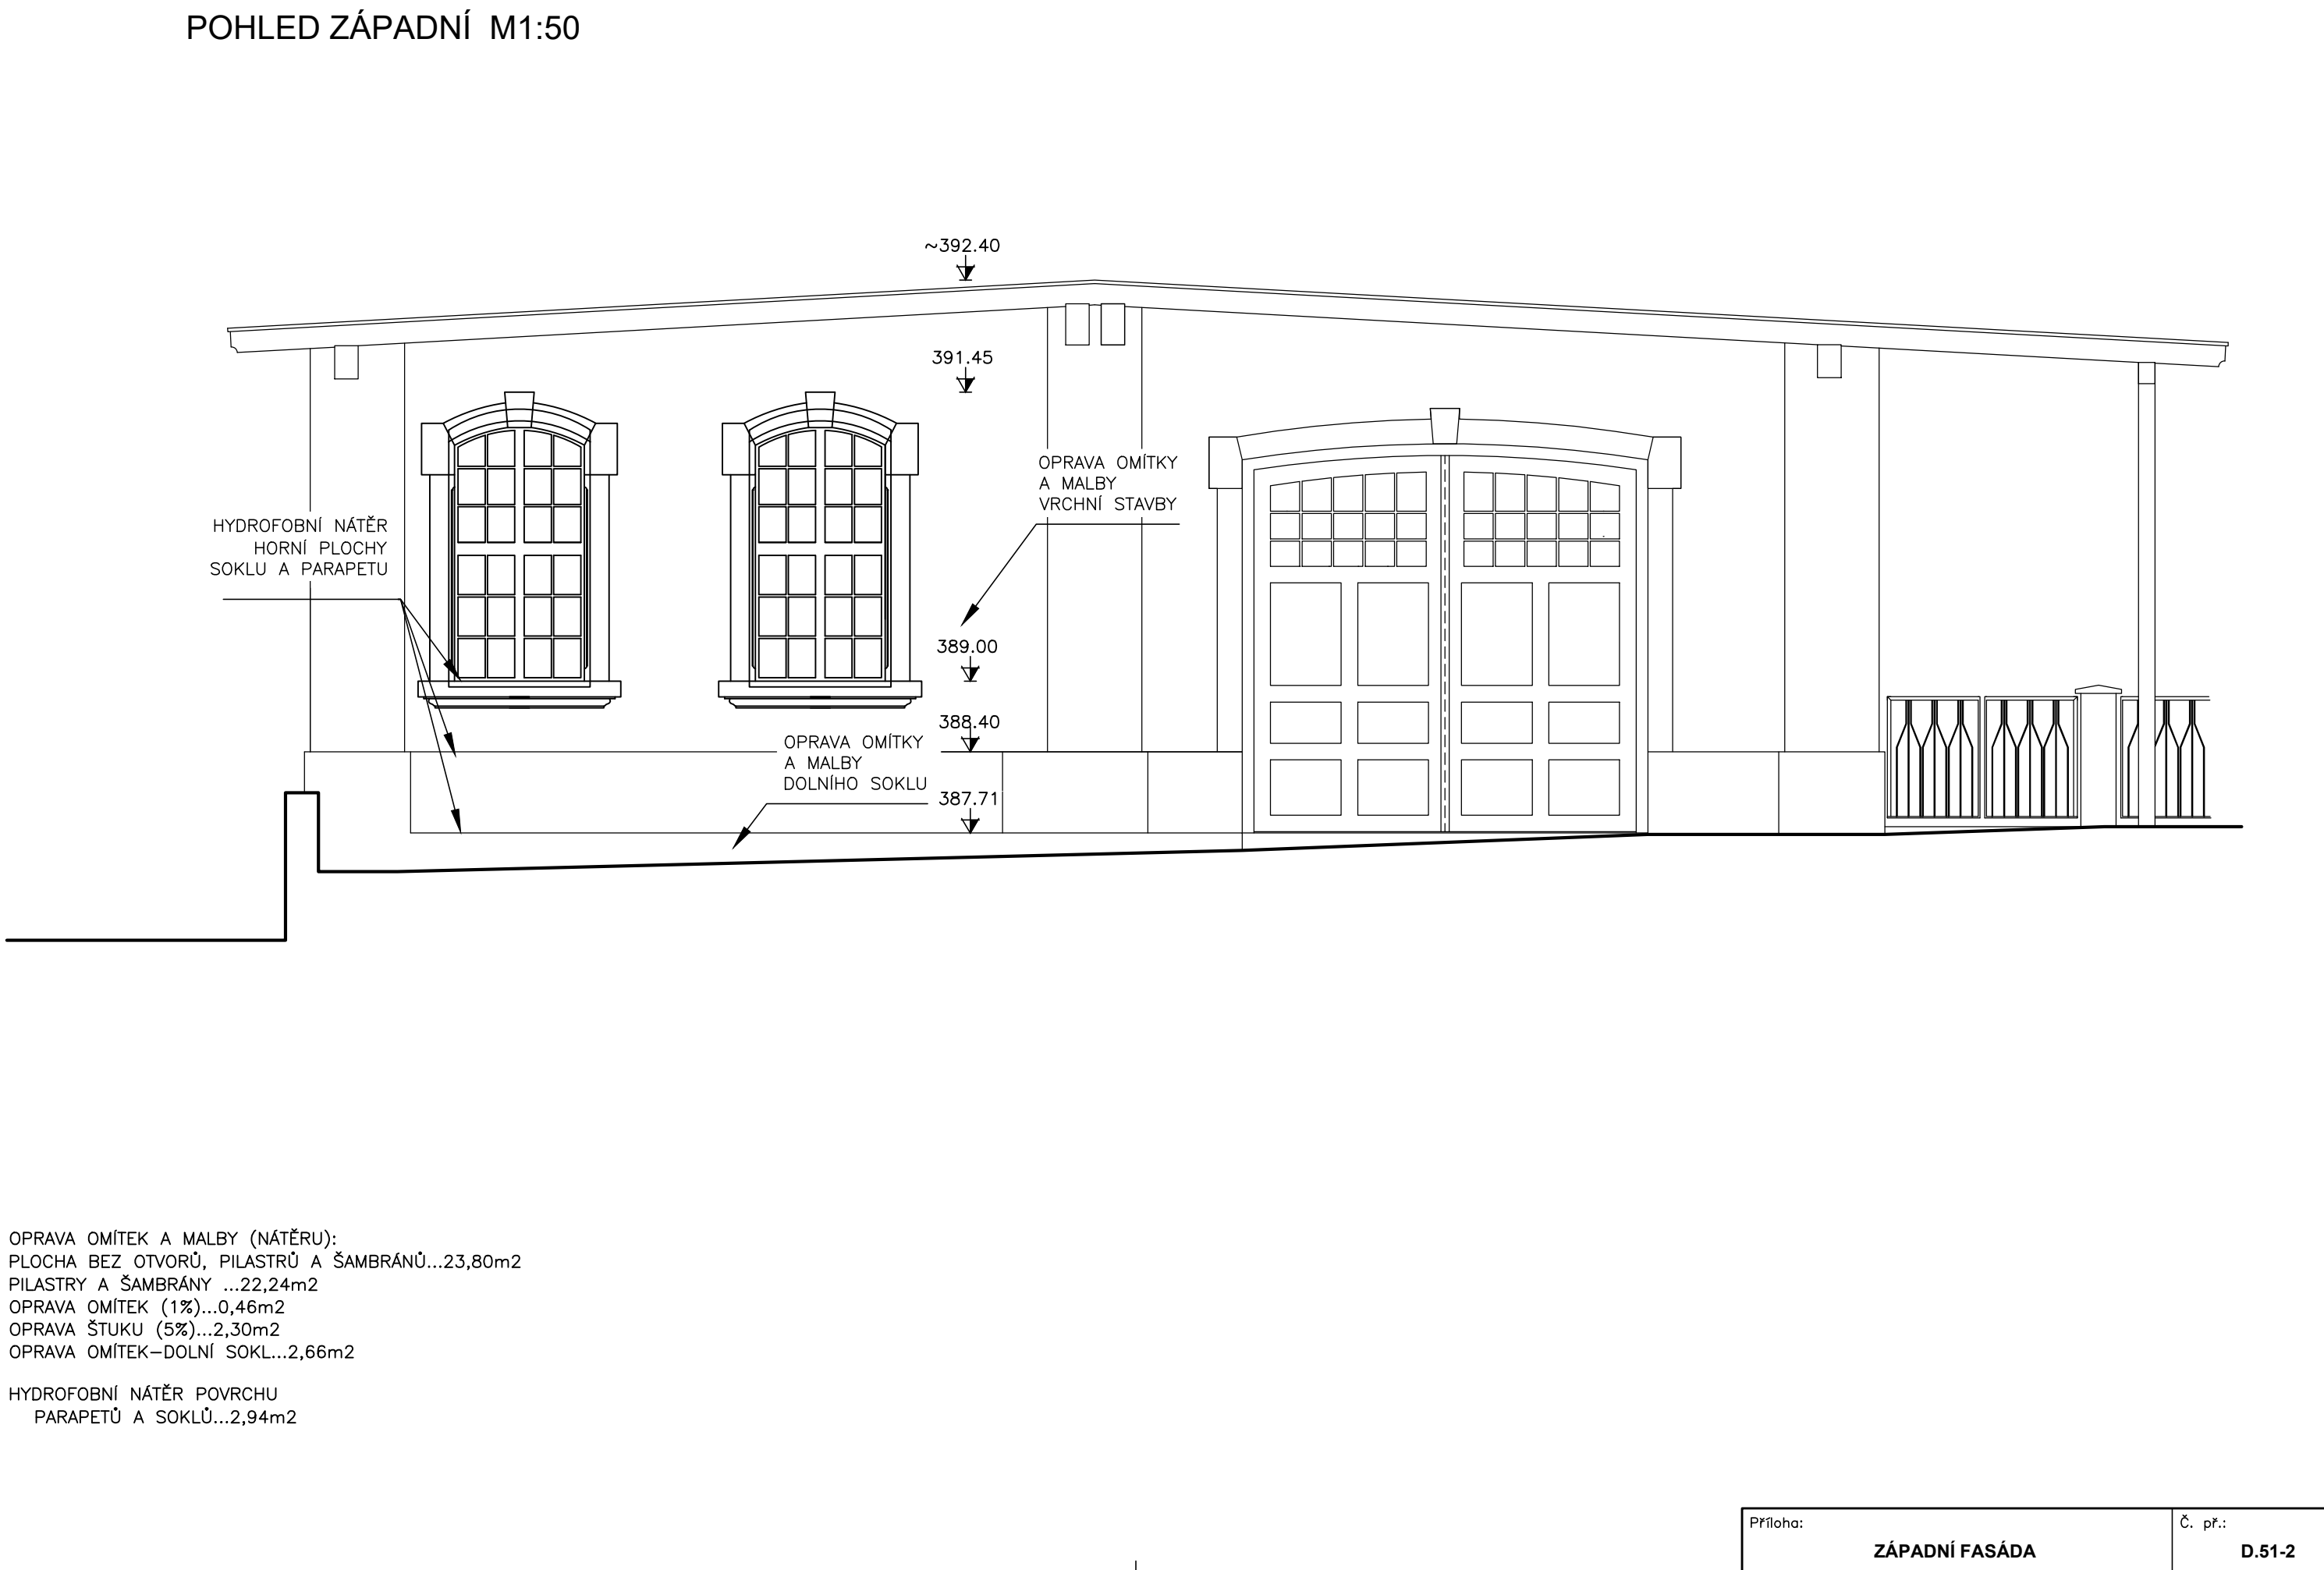 POHLED ZÁPADNÍ M1:50
~392.40
391.45
OPRAVA OMÍTKY
A MALBY
VRCHNÍ STAVBY
HYDROFOBNÍ NÁTĚR
HORNÍ PLOCHY
SOKLU A PARAPETU
389.00
388.40
OPRAVA OMÍTKY
A MALBY
DOLNÍHO SOKLU
387.71
OPRAVA OMÍTEK A MALBY (NÁTĚRU):
PLOCHA BEZ OTVORŮ, PILASTRŮ A ŠAMBRÁNŮ...23,80m2
PILASTRY A ŠAMBRÁNY ...22,24m2
OPRAVA OMÍTEK (1%)...0,46m2
OPRAVA ŠTUKU (5%)...2,30m2
OPRAVA OMÍTEK-DOLNÍ SOKL...2,66m2
HYDROFOBNÍ NÁTĚR POVRCHU
PARAPETŮ A SOKLŮ...2,94m2
Příloha:
ZÁPADNÍ FASÁDA
Č. př.:
D.51-2